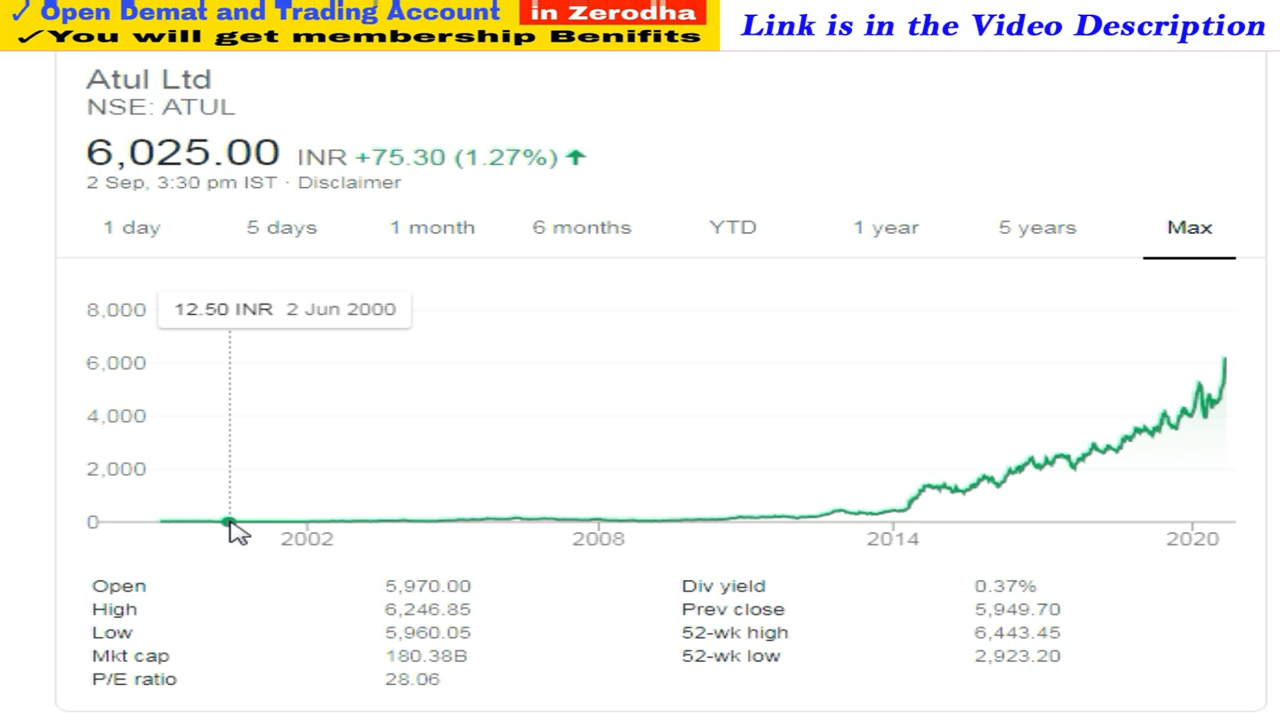 ✓ Open Demat and Trading Account in Zerodha
✓You will get membership Benifits
Link is in the Video Description
Atul Ltd
NSE: ATUL
6,025.00 INR +75.30 (1.27%) ↑
2 Sep, 3:30 pm IST · Disclaimer
1 day 5 days 1 month 6 months YTD 1 year 5 years Max
12.50 INR 2 Jun 2000
8,000
6,000
4,000
2,000
0
2002 2008 2014 2020
Open 5,970.00 Div yield 0.37%
High 6,246.85 Prev close 5,949.70
Low 5,960.05 52-wk high 6,443.45
Mkt cap 180.38B 52-wk low 2,923.20
P/E ratio 28.06